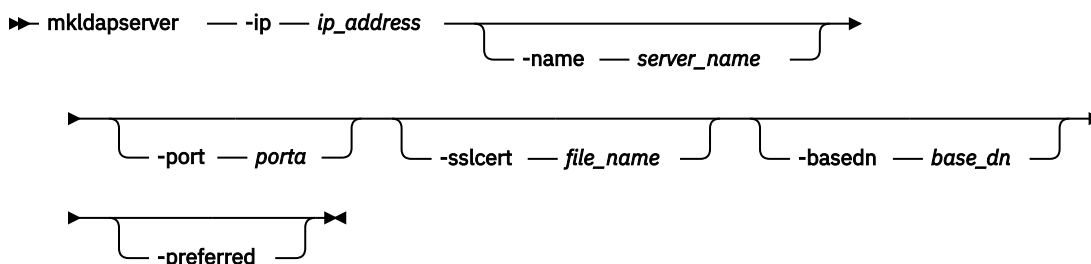 mkldapserver -ip ip_address
-name server_name
-port porta -sslcert file_name -basedn base_dn
-preferred